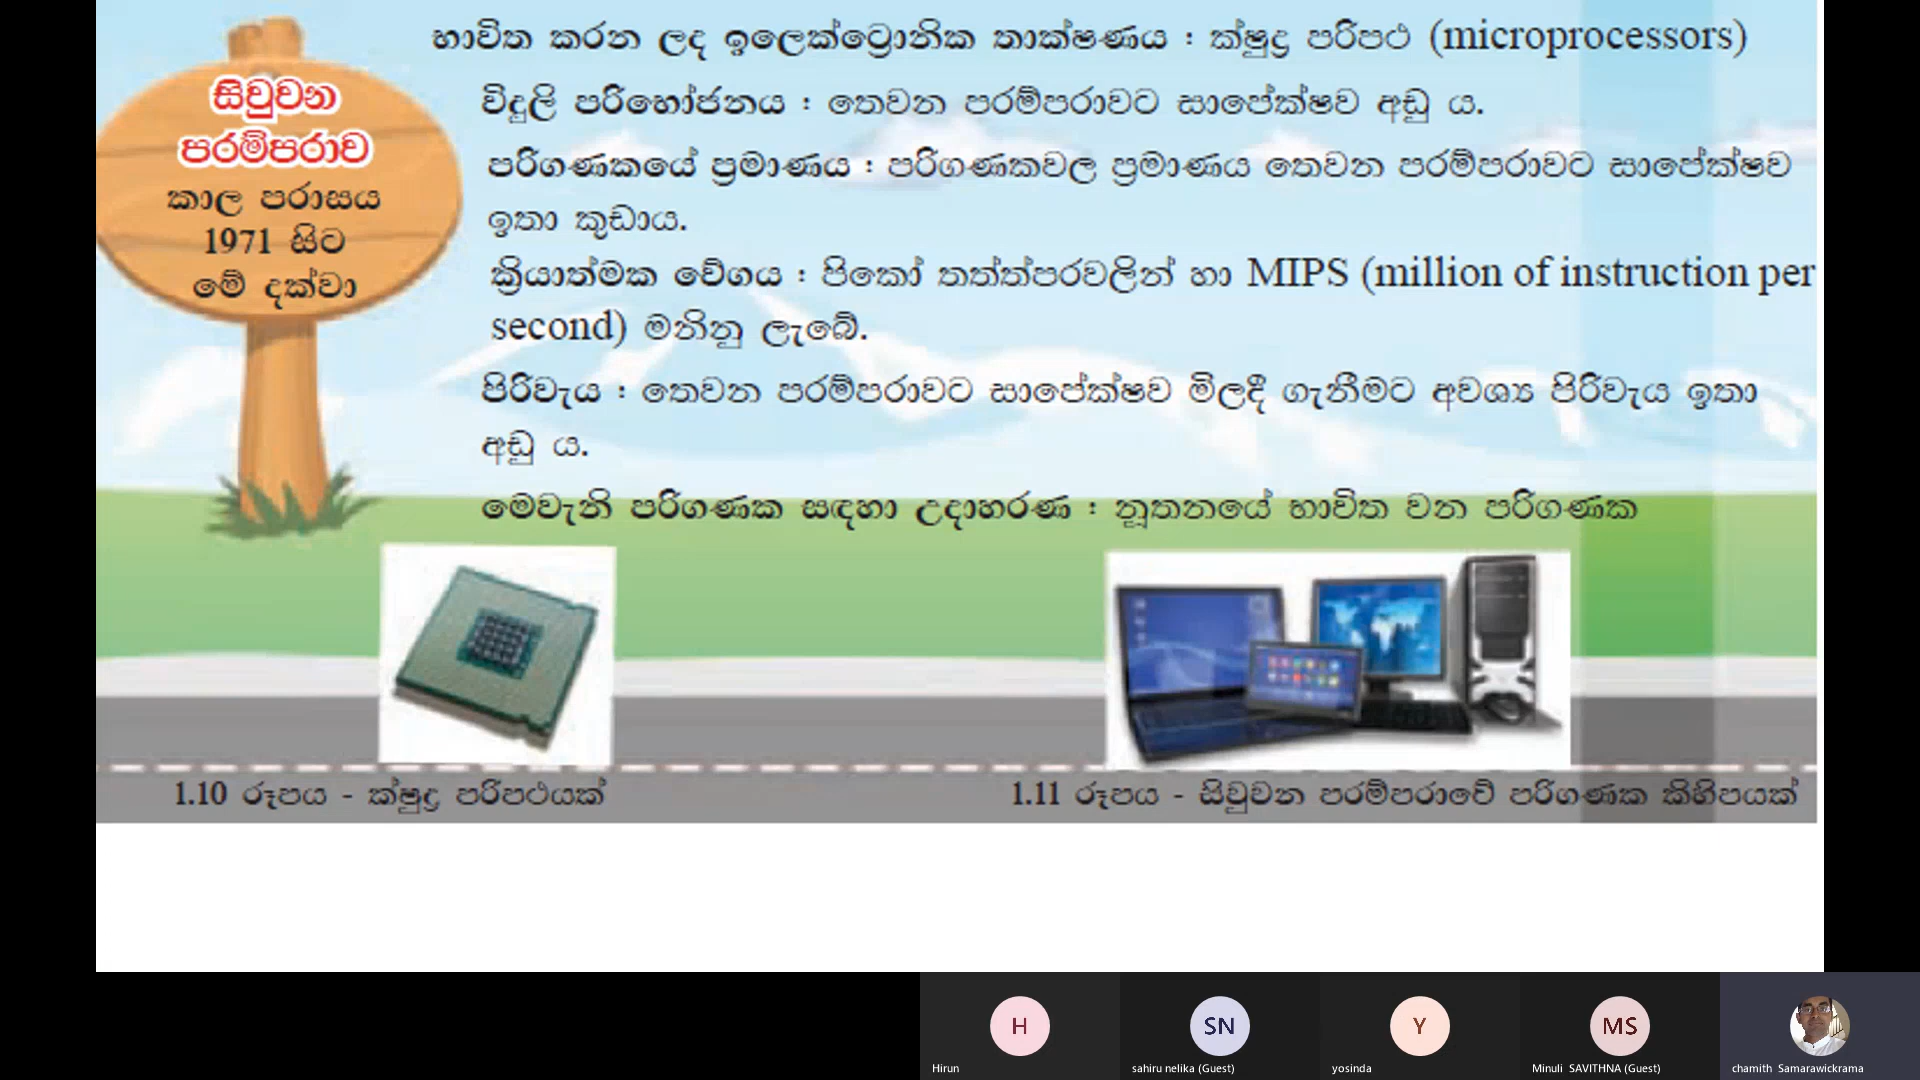 සිවුවන
පරම්පරාව
කාල පරාසය
1971 සිට
මේ දක්වා
භාවිත කරන ලද ඉලෙක්ට්‍රොනික තාක්ෂණය : ක්ෂුද්‍ර පරිපථ (microprocessors)
විදුලි පරිභෝජනය : තෙවන පරම්පරාවට සාපේක්ෂව අඩු ය.
පරිගණකයේ ප්‍රමාණය : පරිගණකවල ප්‍රමාණය තෙවන පරම්පරාවට සාපේක්ෂව
ඉතා කුඩාය.
ක්‍රියාත්මක වේගය : පිකෝ තත්ත්පරවලින් හා MIPS (million of instruction per
second) මනිනු ලැබේ.
පිරිවැය : තෙවන පරම්පරාවට සාපේක්ෂව මිලදී ගැනීමට අවශ්‍ය පිරිවැය ඉතා
අඩු ය.
මෙවැනි පරිගණක සඳහා උදාහරණ : නූතනයේ භාවිත වන පරිගණක
1.10 රූපය - ක්ෂුද්‍ර පරිපථයක්
1.11 රූපය - සිවුවන පරම්පරාවේ පරිගණක කිහිපයක්
H
SN
Y
MS
Hirun
sahiru nelika (Guest)
yosinda
Minuli SAVITHNA (Guest)
chamith Samarawickrama